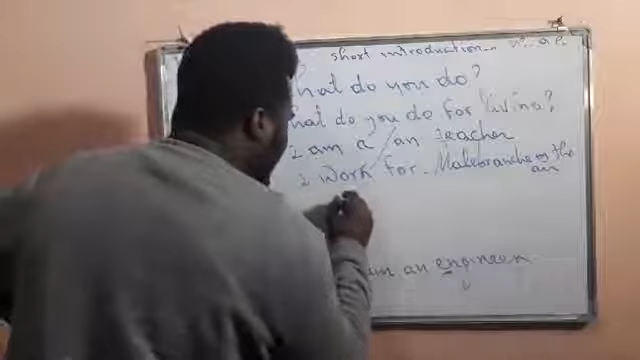 short introduction
hat do you do?
hat do you do for living?
I am a / an teacher
I work for
the
an
am an engineer